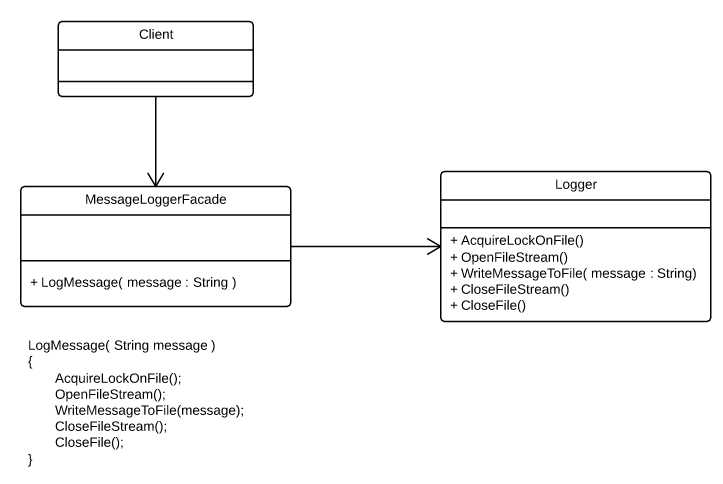 Client
MessageLoggerFacade
+ LogMessage( message : String )
Logger
+ AcquireLockOnFile()
+ OpenFileStream()
+ WriteMessageToFile( message : String)
+ CloseFileStream()
+ CloseFile()
LogMessage( String message )
{
AcquireLockOnFile();
OpenFileStream();
WriteMessageToFile(message);
CloseFileStream();
CloseFile();
}